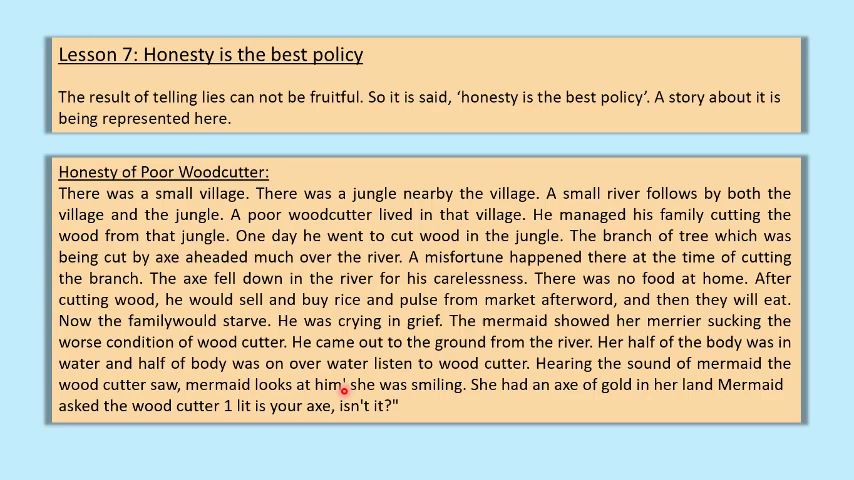 Lesson 7: Honesty is the best policy
The result of telling lies can not be fruitful. So it is said, ‘honesty is the best policy’. A story about it is
being represented here.
Honesty of Poor Woodcutter:
There was a small village. There was a jungle nearby the village. A small river follows by both the
village and the jungle. A poor woodcutter lived in that village. He managed his family cutting the
wood from that jungle. One day he went to cut wood in the jungle. The branch of tree which was
being cut by axe aheaded much over the river. A misfortune happened there at the time of cutting
the branch. The axe fell down in the river for his carelessness. There was no food at home. After
cutting wood, he would sell and buy rice and pulse from market afterword, and then they will eat.
Now the familywould starve. He was crying in grief. The mermaid showed her merrier sucking the
worse condition of wood cutter. He came out to the ground from the river. Her half of the body was in
water and half of body was on over water listen to wood cutter. Hearing the sound of mermaid the
wood cutter saw, mermaid looks at him' she was smiling. She had an axe of gold in her land Mermaid
asked the wood cutter 1 lit is your axe, isn't it?"